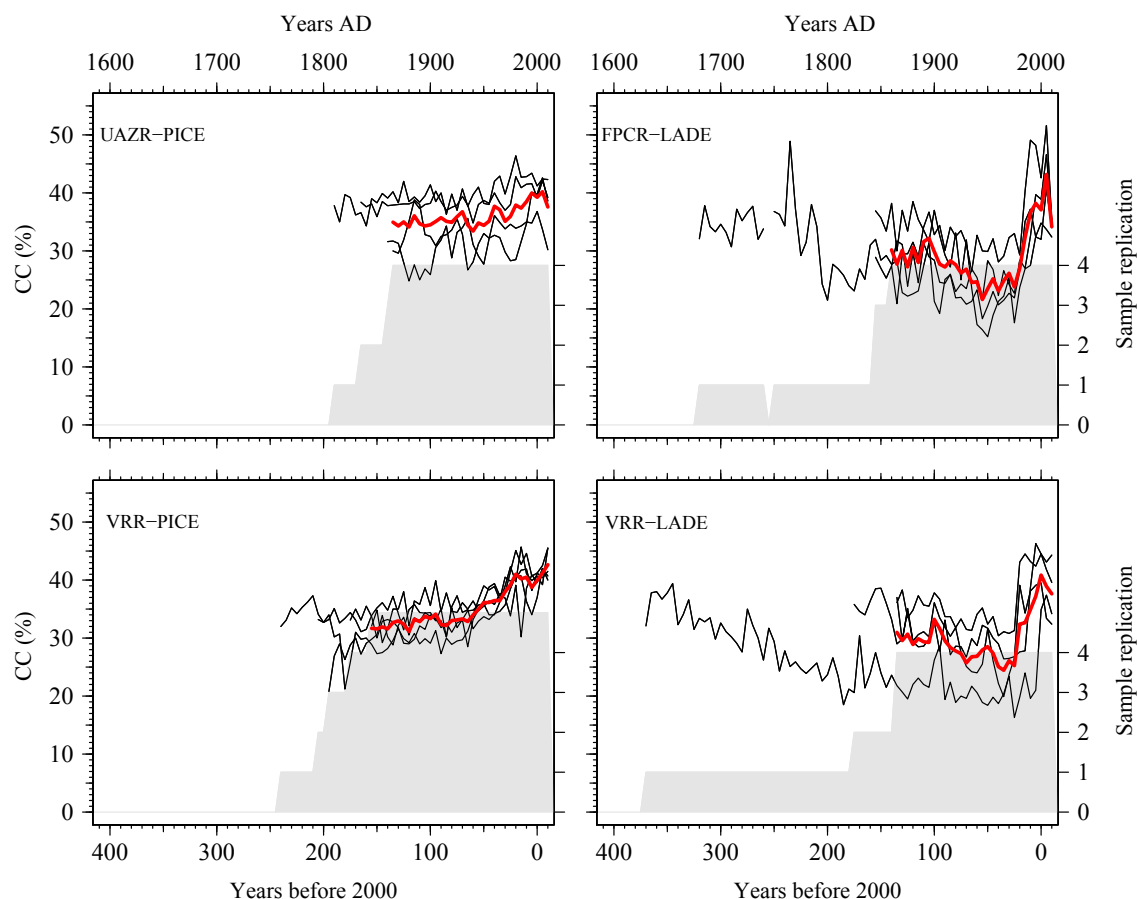 Years AD
Years AD
1600 1700 1800 1900 2000
1600 1700 1800 1900 2000
UAZR−PICE
FPCR−LADE
50
40
30
20
10
0
CC (%)
4
3
2
1
0
Sample replication
VRR−PICE
VRR−LADE
50
40
30
20
10
0
CC (%)
4
3
2
1
0
Sample replication
400 300 200 100 0
400 300 200 100 0
Years before 2000
Years before 2000